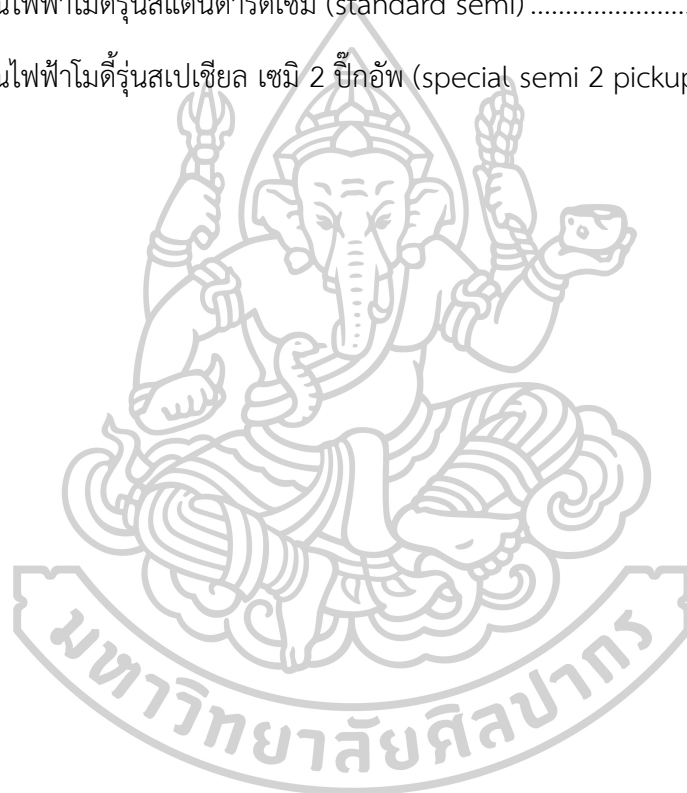 นไฟฟ้าโมดี้รุ่นสแตนดาร์ดเซมิ (standard semi)
นไฟฟ้าโมดี้รุ่นสเปเชียล เซมิ 2 ปิ๊กอัพ (special semi 2 pickup
มหาวิทยาลัยศิลปากร